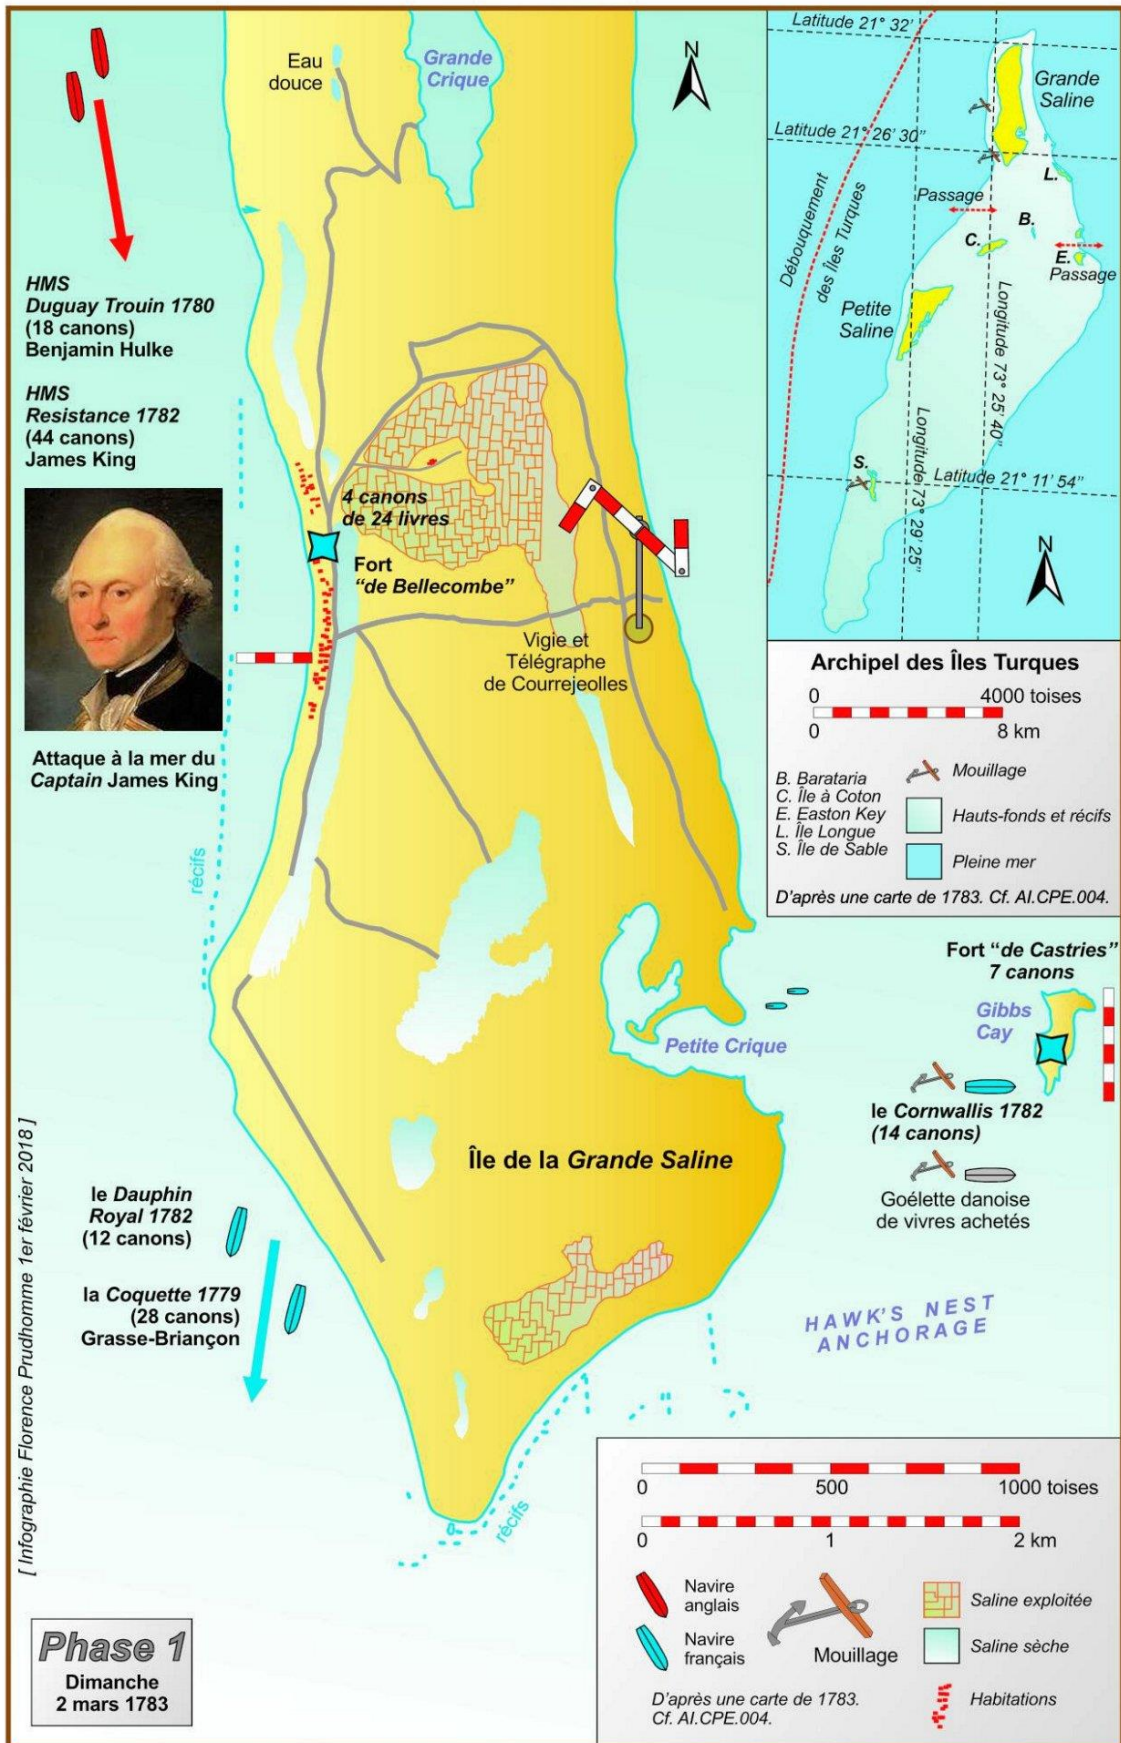 Eau
douce
Grande
Crique
N
HMS
Duguay Trouin 1780
(18 canons)
Benjamin Hulke
HMS
Resistance 1782
(44 canons)
James King
Attaque à la mer du
Captain James King
4 canons
de 24 livres
Fort
“de Bellecombe”
Vigie et
Télégraphe
de Courrejeolles
récifs
Petite Crique
Île de la Grande Saline
le Dauphin
Royal 1782
(12 canons)
la Coquette 1779
(28 canons)
Grasse-Briançon
récifs
[ Infographie Florence Prudhomme 1er février 2018 ]
Phase 1
Dimanche
2 mars 1783
Latitude 21° 32’
Grande
Saline
Latitude 21° 26’ 30”
L.
Passage
B.
C.
E.
Passage
Débouquement
des Îles Turques
Petite
Saline
Longitude 73° 25’ 40”
Longitude 73° 29’ 25”
S.
Latitude 21° 11’ 54”
N
Archipel des Îles Turques
0 4000 toises
0 8 km
B. Barataria
C. Île à Coton
E. Easton Key
L. Île Longue
S. Île de Sable
Mouillage
Hauts-fonds et récifs
Pleine mer
D’après une carte de 1783. Cf. AI.CPE.004.
Fort “de Castries”
7 canons
Gibbs
Cay
le Cornwallis 1782
(14 canons)
Goélette danoise
de vivres achetés
HAWK’S NEST
ANCHORAGE
0 500 1000 toises
0 1 2 km
Navire
anglais
Navire
français
Mouillage
Saline exploitée
Saline sèche
Habitations
D’après une carte de 1783.
Cf. AI.CPE.004.